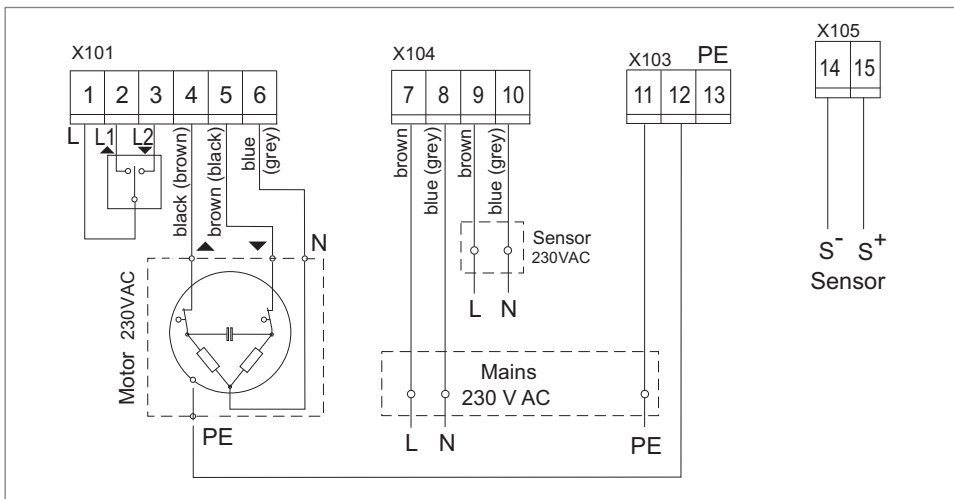 X101
1 2 3 4 5 6
L L1 L2
black (brown)
brown (black)
blue
(grey)
N
Motor 230VAC
PE
X104
7 8 9 10
brown
blue (grey)
brown
blue (grey)
Sensor
230VAC
L N
Mains
230 V AC
L N PE
X103 PE
11 12 13
X105
14 15
S- S+
Sensor